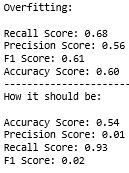 Overfitting:
Recall Score: 0.68
Precision Score: 0.56
F1 Score: 0.61
Accuracy Score: 0.60
------------------------
How it should be:
Accuracy Score: 0.54
Precision Score: 0.01
Recall Score: 0.93
F1 Score: 0.02